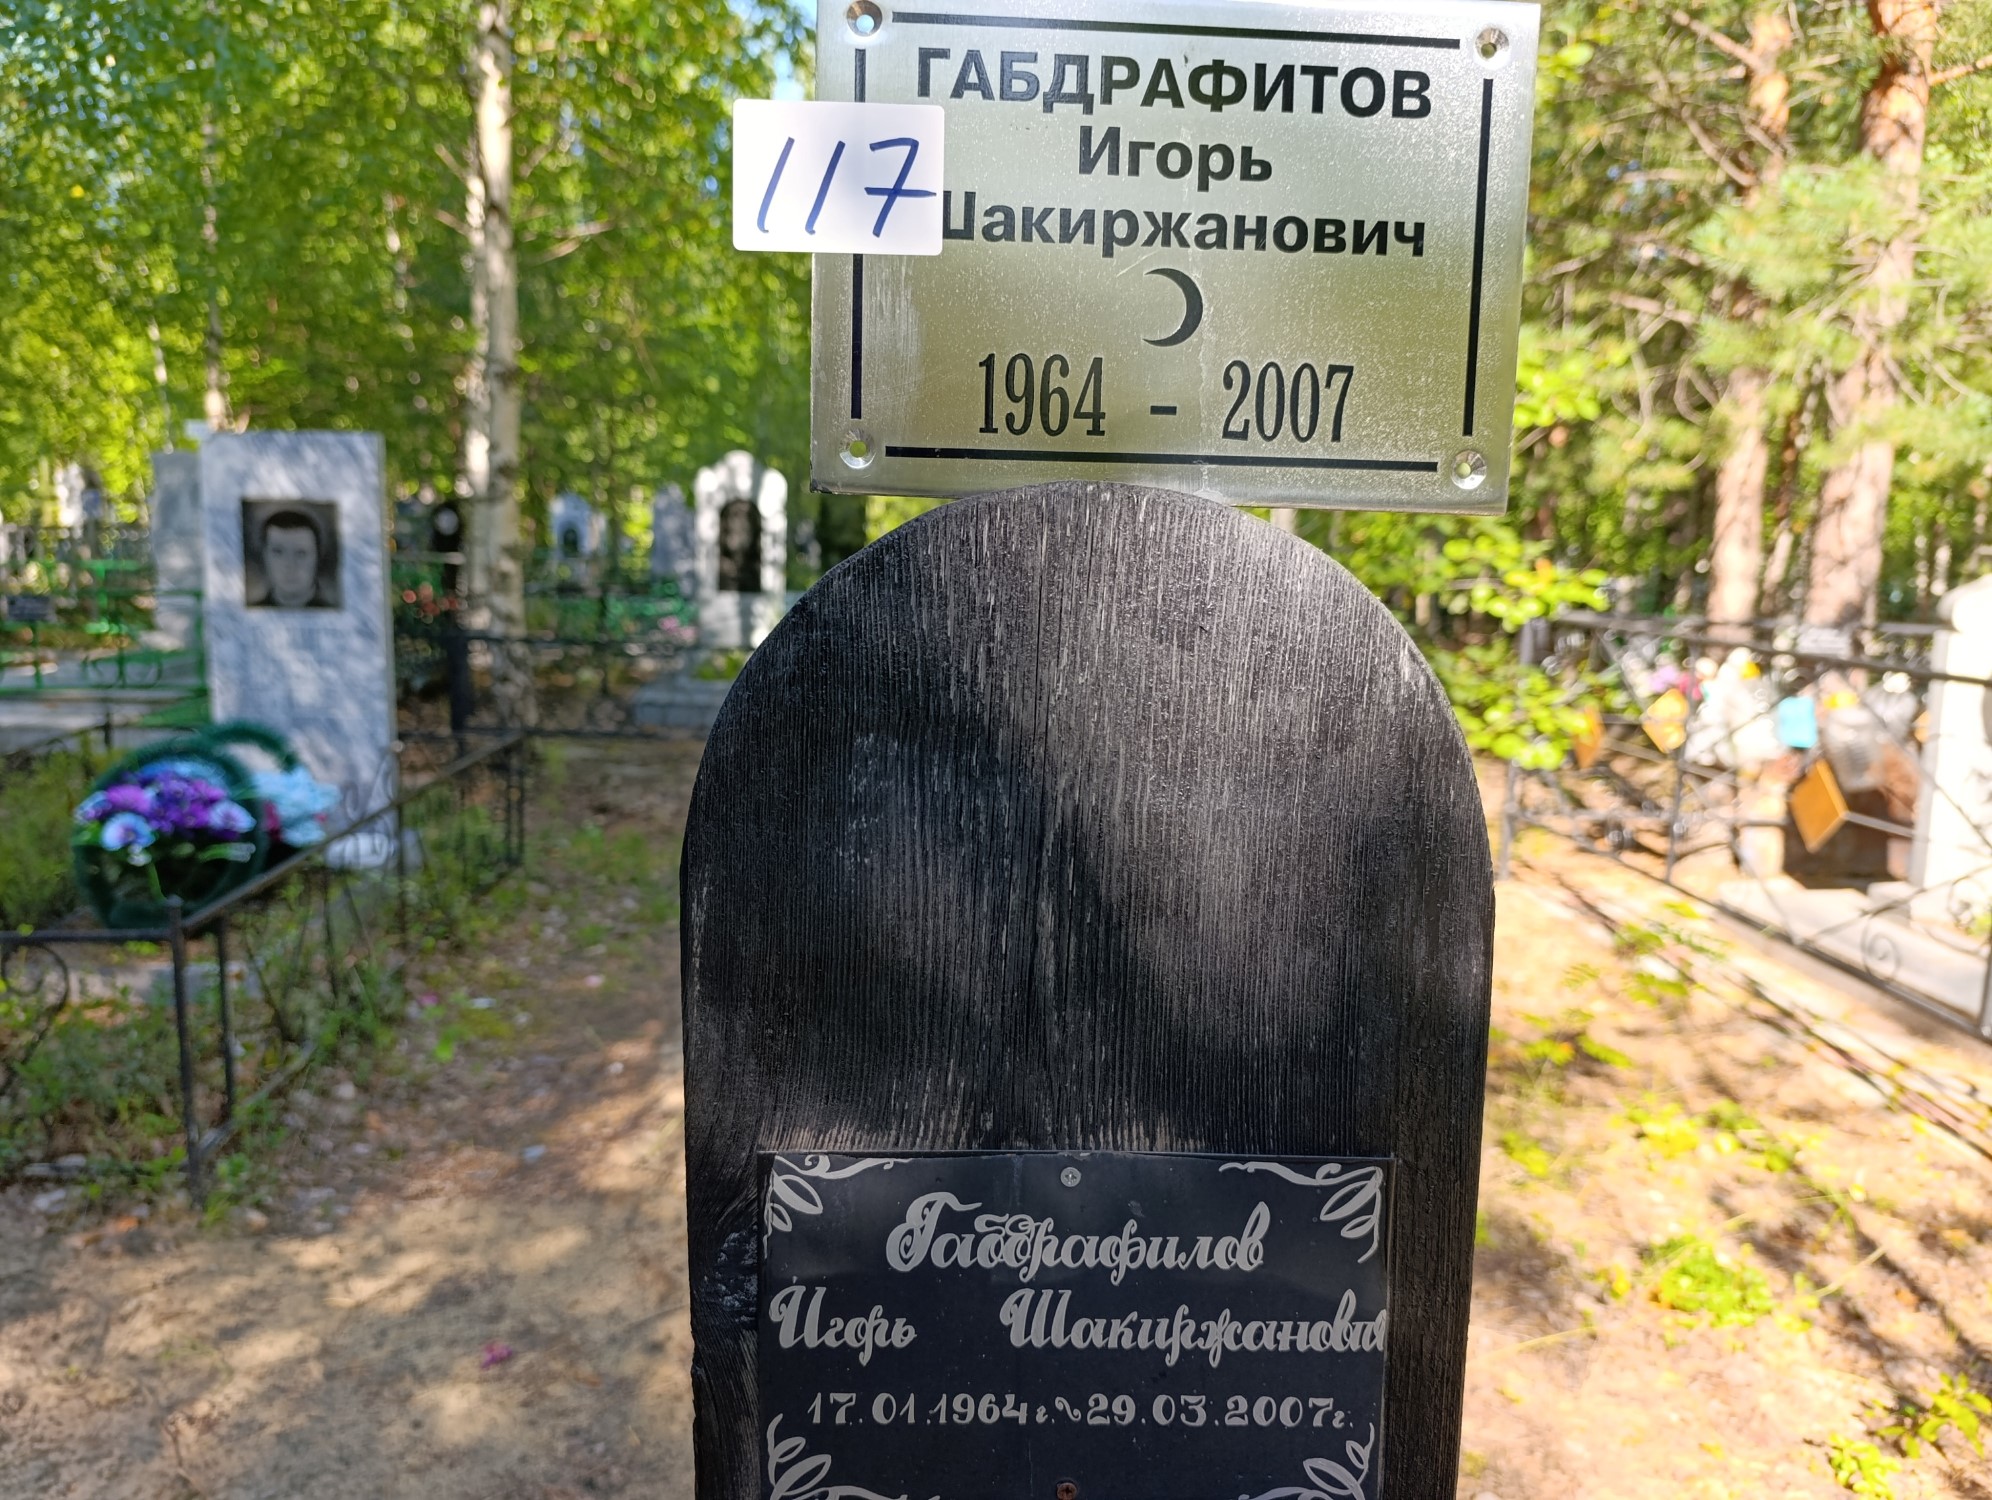 ГАБДРАФИТОВ
117
Игорь
Шакиржанович
1964 - 2007
Габдрафилов
Игорь Шакиржанович
17.01.1964г.~29.03.2007г.